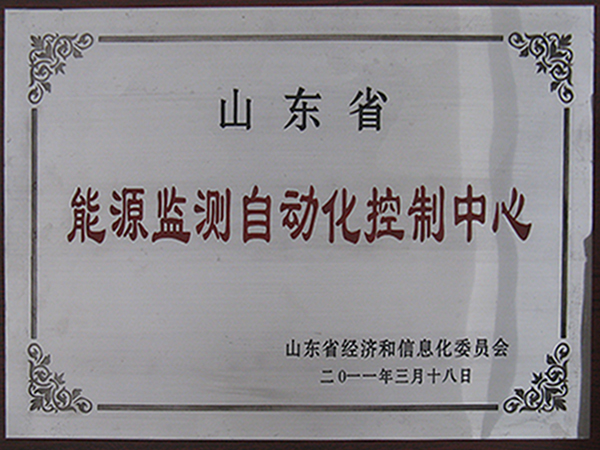 山东省
能源监测自动化控制中心
山东省经济和信息化委员会
二0一一年三月十八日